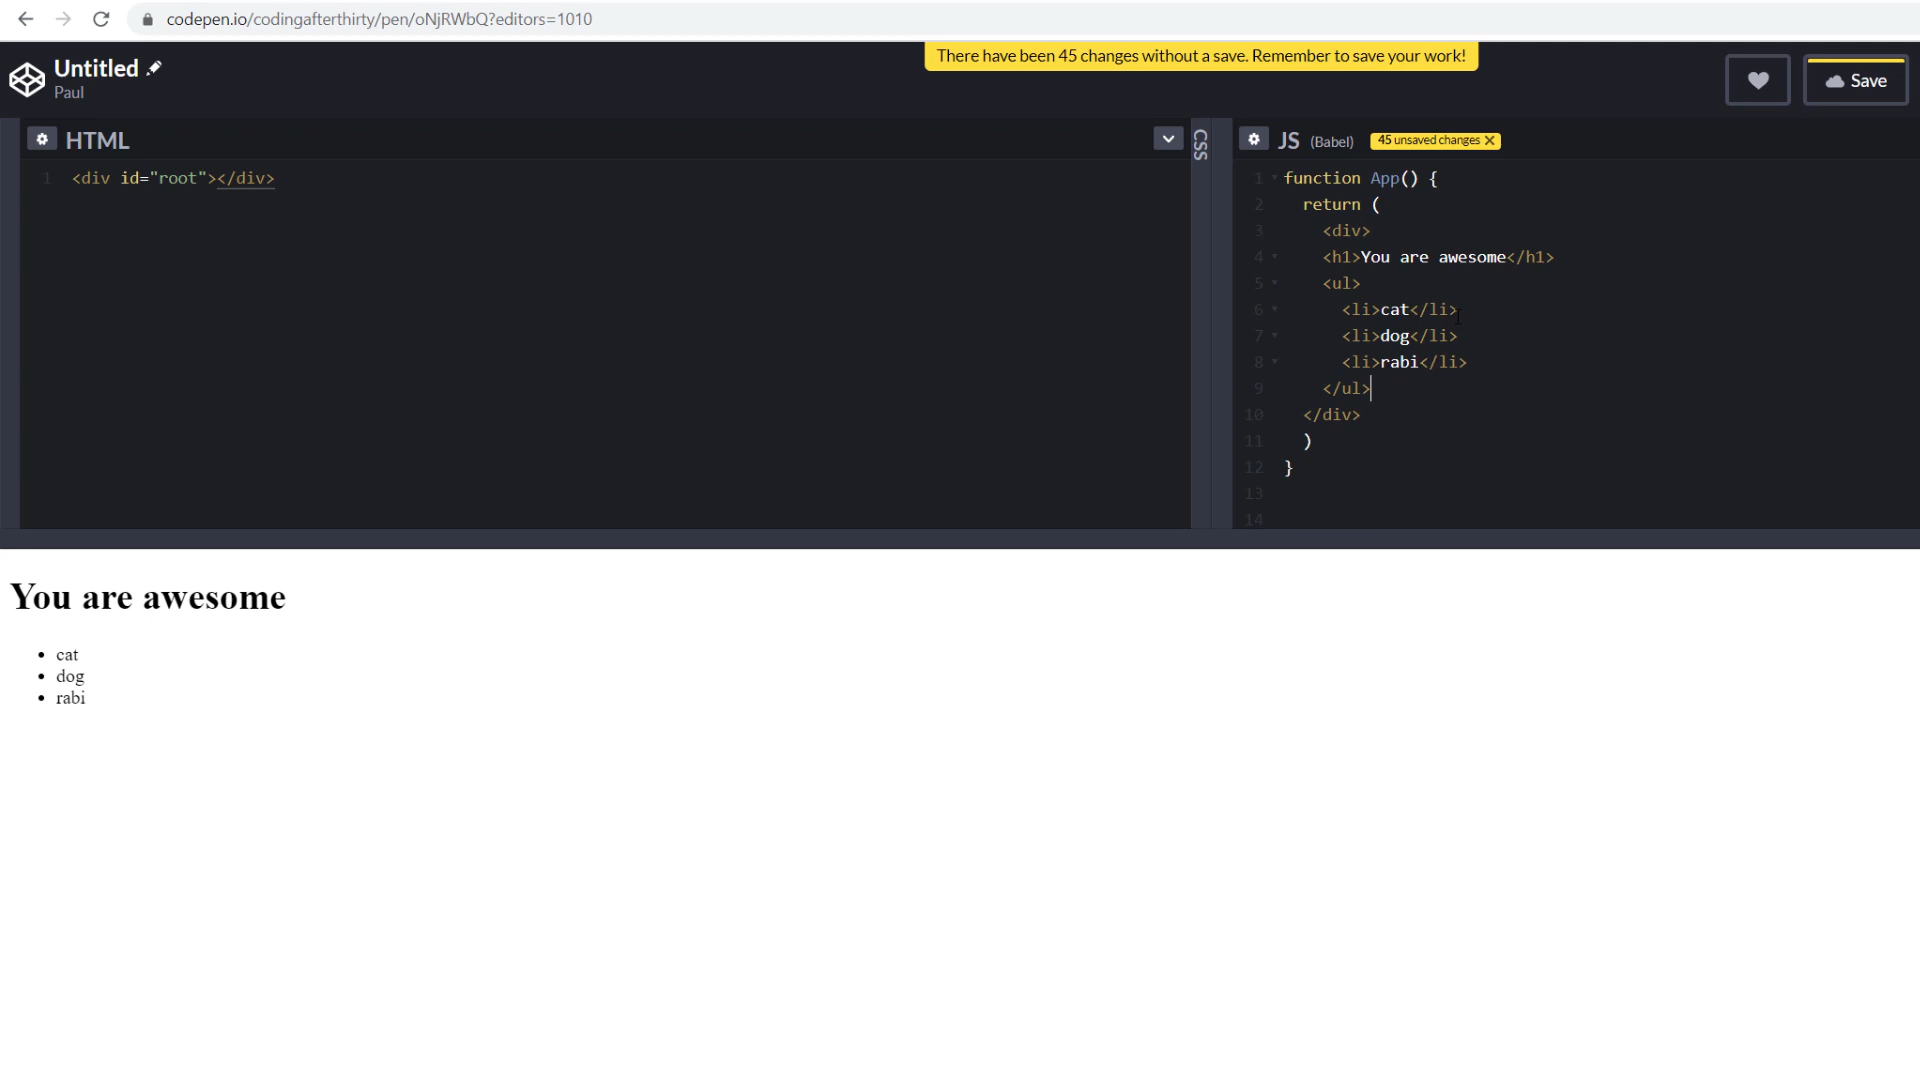 codepen.io/codingafterthirty/pen/oNjRWbQ?editors=1010
There have been 45 changes without a save. Remember to save your work!
Untitled
Paul
Save
HTML
CSS
JS (Babel) 45 unsaved changes
1 <div id="root"></div>
1 function App() {
2 return (
3 <div>
4 <h1>You are awesome</h1>
5 <ul>
6 <li>cat</li>
7 <li>dog</li>
8 <li>rabi</li>
9 </ul>
10 </div>
11 )
12 }
13
14
You are awesome
cat
dog
rabi